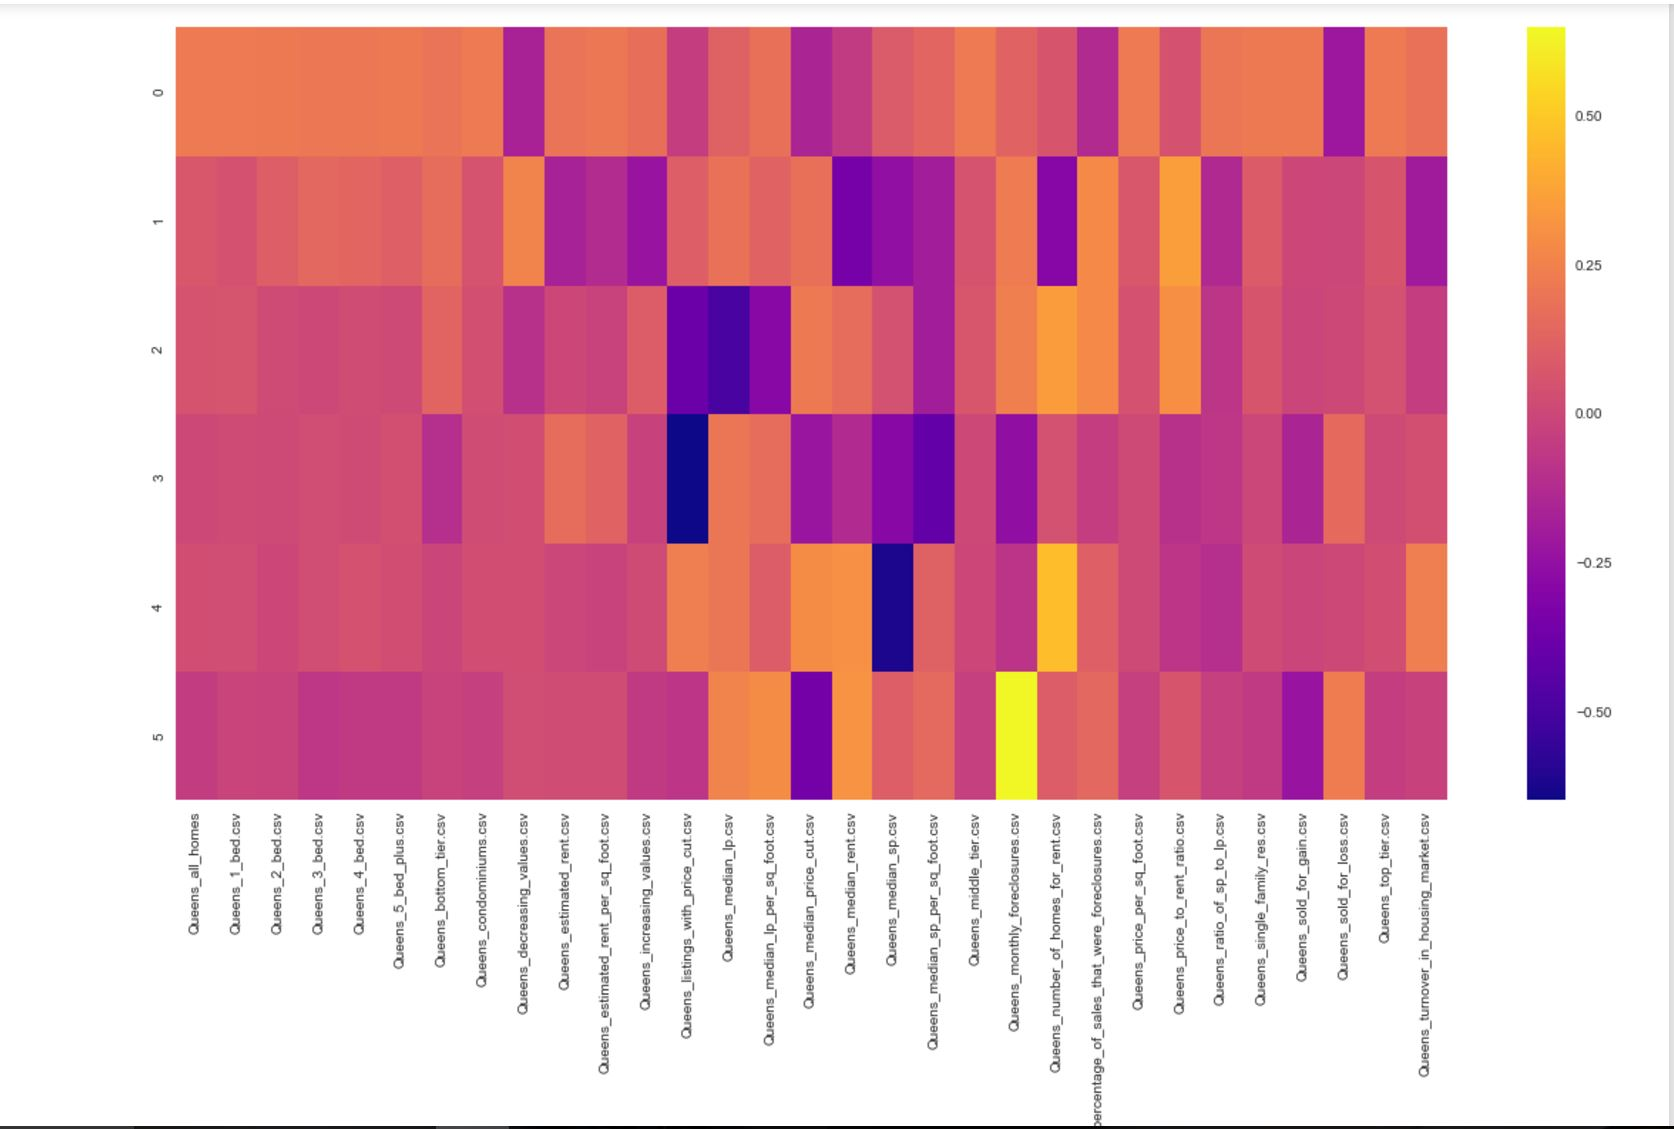 0
1
2
3
4
5
0.50
0.25
0.00
−0.25
−0.50
Queens_all_homes
Queens_1_bed.csv
Queens_2_bed.csv
Queens_3_bed.csv
Queens_4_bed.csv
Queens_5_bed_plus.csv
Queens_bottom_tier.csv
Queens_condominiums.csv
Queens_decreasing_values.csv
Queens_estimated_rent.csv
Queens_estimated_rent_per_sq_foot.csv
Queens_increasing_values.csv
Queens_listings_with_price_cut.csv
Queens_median_lp.csv
Queens_median_lp_per_sq_foot.csv
Queens_median_price_cut.csv
Queens_median_rent.csv
Queens_median_sp.csv
Queens_median_sp_per_sq_foot.csv
Queens_middle_tier.csv
Queens_monthly_foreclosures.csv
Queens_number_of_homes_for_rent.csv
percentage_of_sales_that_were_foreclosures.csv
Queens_price_per_sq_foot.csv
Queens_price_to_rent_ratio.csv
Queens_ratio_of_sp_to_lp.csv
Queens_single_family_res.csv
Queens_sold_for_gain.csv
Queens_sold_for_loss.csv
Queens_top_tier.csv
Queens_turnover_in_housing_market.csv